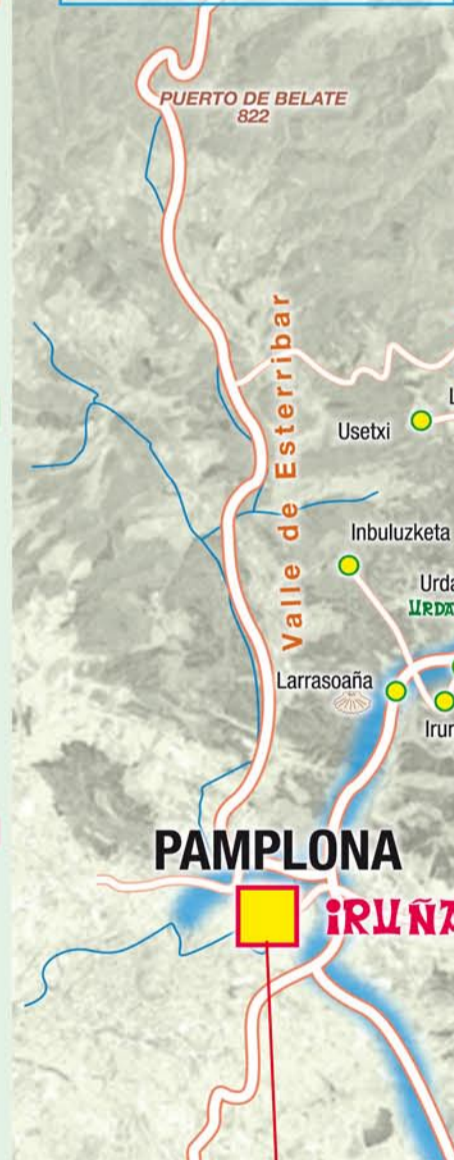 PUERTO DE BELATE
822
Valle de Esterribar
Usetxi
Inbuluzketa
Larrasoaña
PAMPLONA